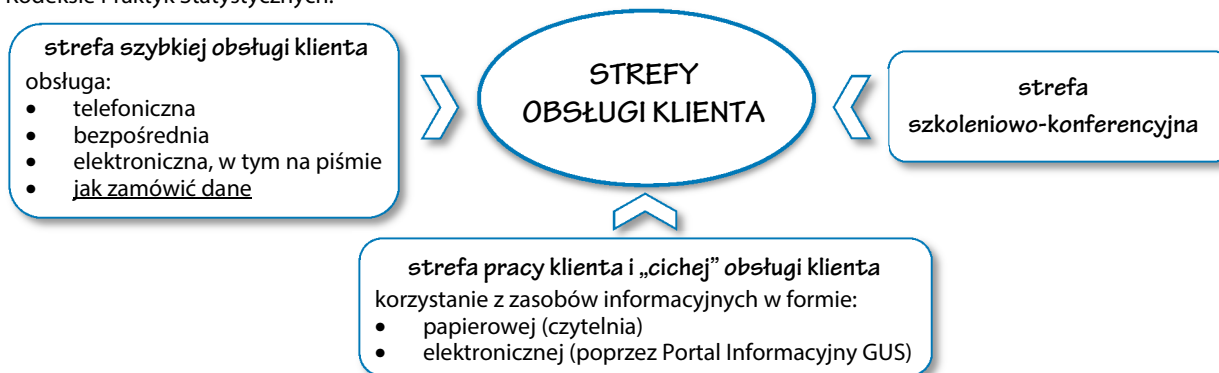 Kodeksie Praktyk Statystycznych.
strefa szybkiej obsługi klienta
obsługa:
• telefoniczna
• bezpośrednia
• elektroniczna, w tym na piśmie
• jak zamówić dane
STREFY
OBSŁUGI KLIENTA
strefa
szkoleniowo-konferencyjna
strefa pracy klienta i „cichej” obsługi klienta
korzystanie z zasobów informacyjnych w formie:
• papierowej (czytelnia)
• elektronicznej (poprzez Portal Informacyjny GUS)